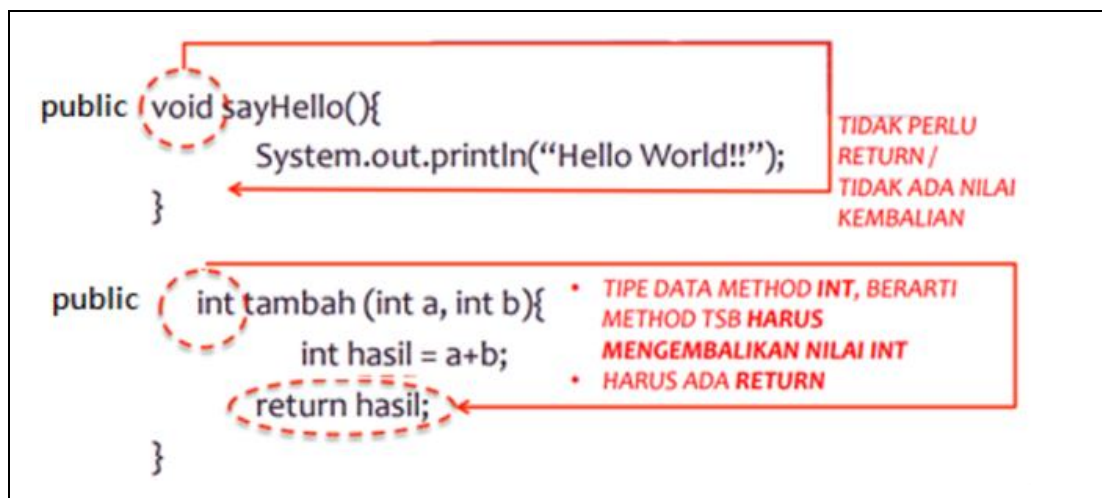 public void sayHello(){
System.out.println(“Hello World!!”);
}
TIDAK PERLU
RETURN /
TIDAK ADA NILAI
KEMBALIAN
public int tambah (int a, int b){
int hasil = a+b;
return hasil;
}
• TIPE DATA METHOD INT, BERARTI
METHOD TSB HARUS
MENGEMBALIKAN NILAI INT
• HARUS ADA RETURN